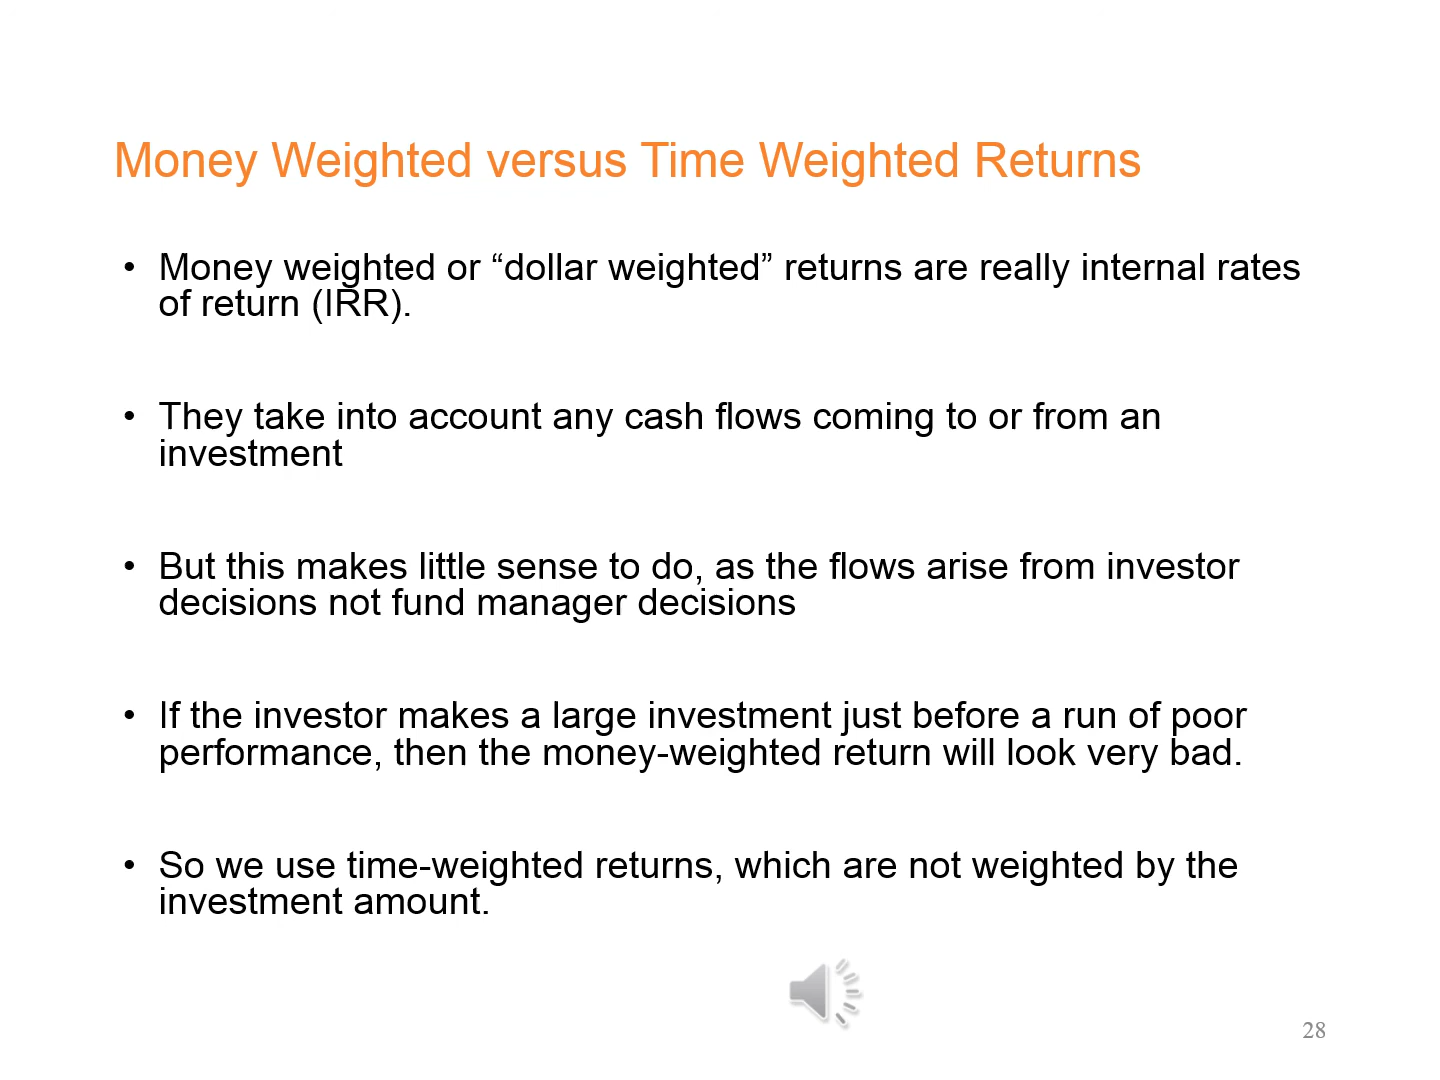 Money Weighted versus Time Weighted Returns
• Money weighted or “dollar weighted” returns are really internal rates
of return (IRR).
• They take into account any cash flows coming to or from an
investment
• But this makes little sense to do, as the flows arise from investor
decisions not fund manager decisions
• If the investor makes a large investment just before a run of poor
performance, then the money-weighted return will look very bad.
• So we use time-weighted returns, which are not weighted by the
investment amount.
28